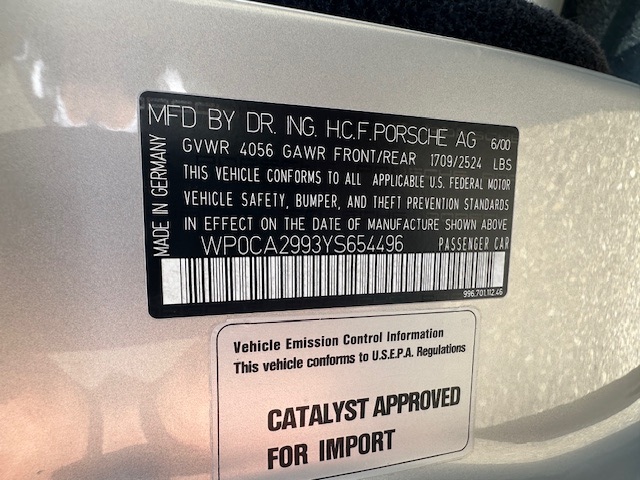 MFD BY DR. ING. H.C.F. PORSCHE AG 6/00
GVWR 4056 GAWR FRONT/REAR 1709/2524 LBS
THIS VEHICLE CONFORMS TO ALL APPLICABLE U.S. FEDERAL MOTOR
VEHICLE SAFETY, BUMPER, AND THEFT PREVENTION STANDARDS
IN EFFECT ON THE DATE OF MANUFACTURE SHOWN ABOVE
WP0CA2993YS654496 PASSENGER CAR
MADE IN GERMANY
996.701.112.46
Vehicle Emission Control Information
This vehicle conforms to U.S.E.P.A. Regulations
CATALYST APPROVED
FOR IMPORT